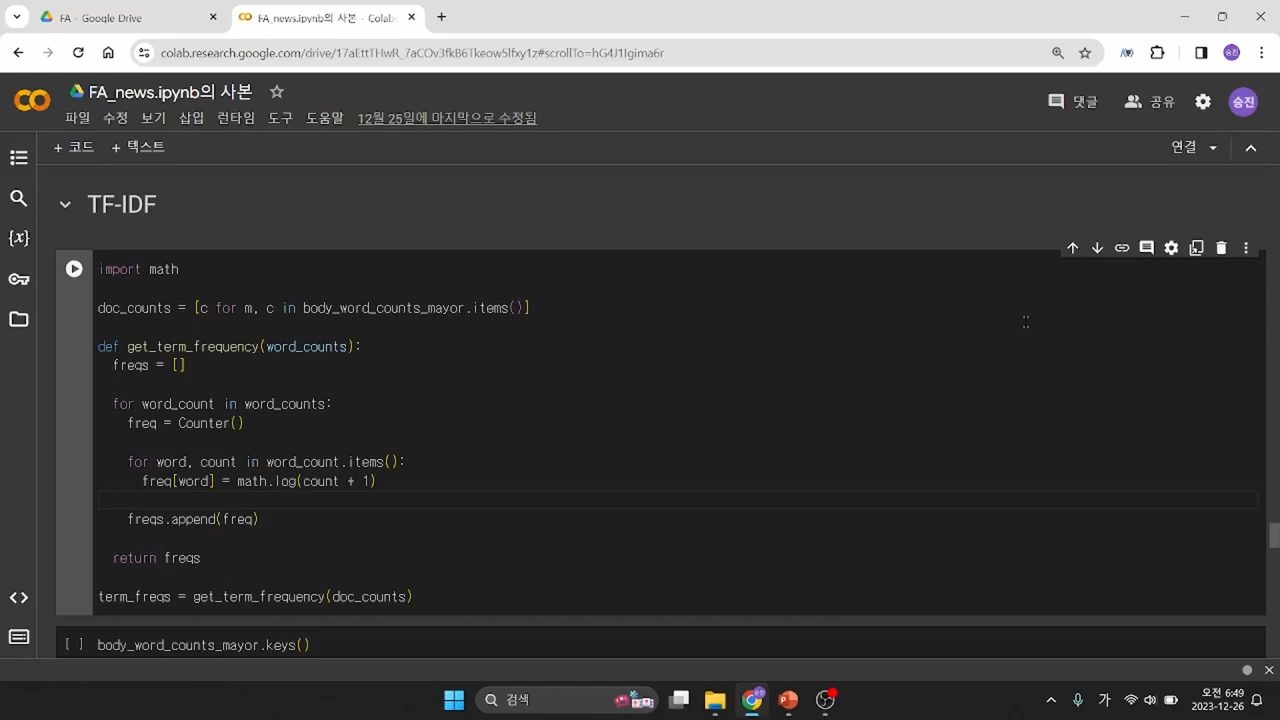 FA - Google Drive
FA_news.ipynb의 사본 - Colab
colab.research.google.com/drive/17aEttTHwR_7aCOv3fkB6Tkeow5lfxy1z#scrollTo=hG4J1Igima6r
FA_news.ipynb의 사본
댓글 공유 승진
파일 수정 보기 삽입 런타임 도구 도움말 12월 25일에 마지막으로 수정됨
+ 코드 + 텍스트 연결
TF-IDF
import math
doc_counts = [c for m, c in body_word_counts_mayor.items()]
def get_term_frequency(word_counts):
freqs = []
for word_count in word_counts:
freq = Counter()
for word, count in word_count.items():
freq[word] = math.log(count + 1)
freqs.append(freq)
return freqs
term_freqs = get_term_frequency(doc_counts)
[ ] body_word_counts_mayor.keys()
검색
가
오전 6:49
2023-12-26